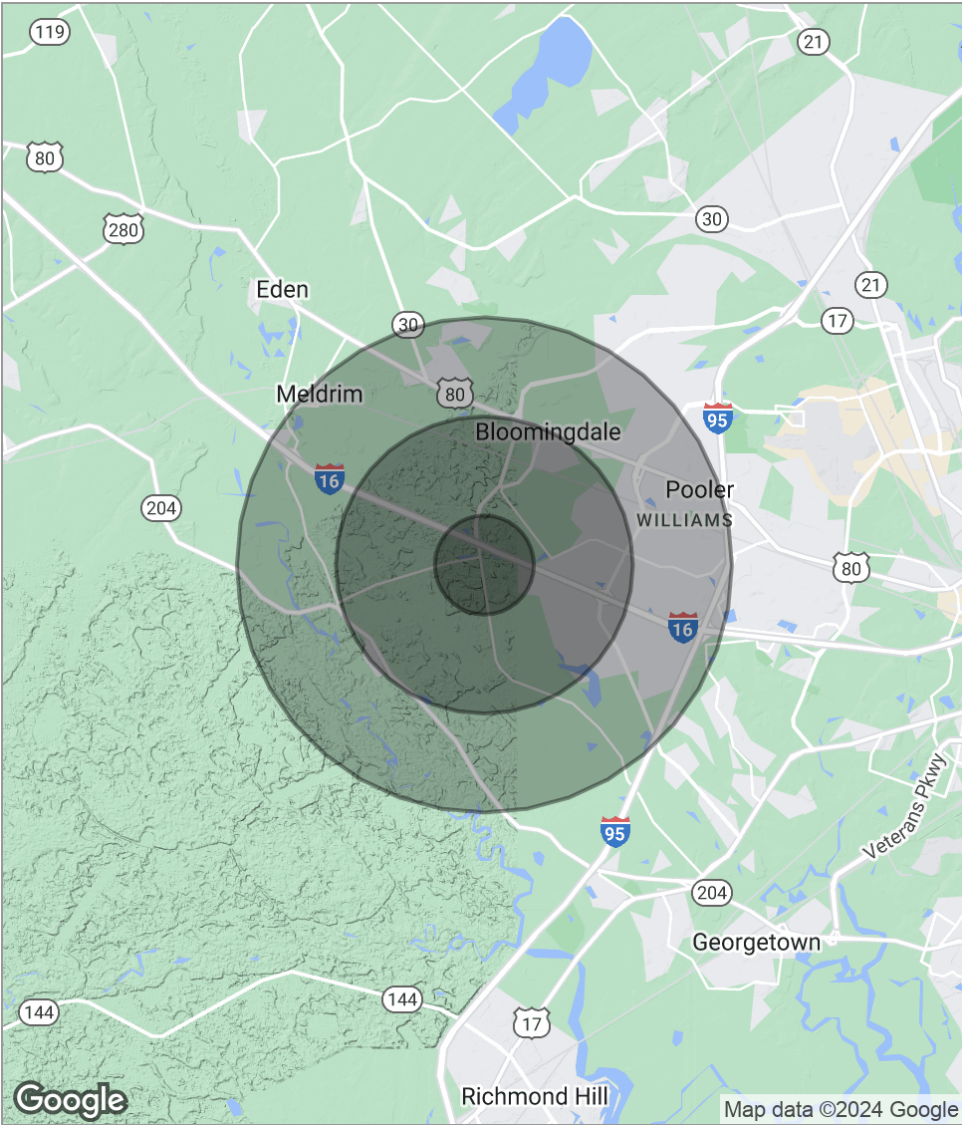 119
21
80
280
30
Eden
21
17
30
Meldrim
80
95
Bloomingdale
16
Pooler
204
WILLIAMS
80
16
Veterans Pkwy
95
204
Georgetown
144
144
17
Richmond Hill
Google
Map data ©2024 Google